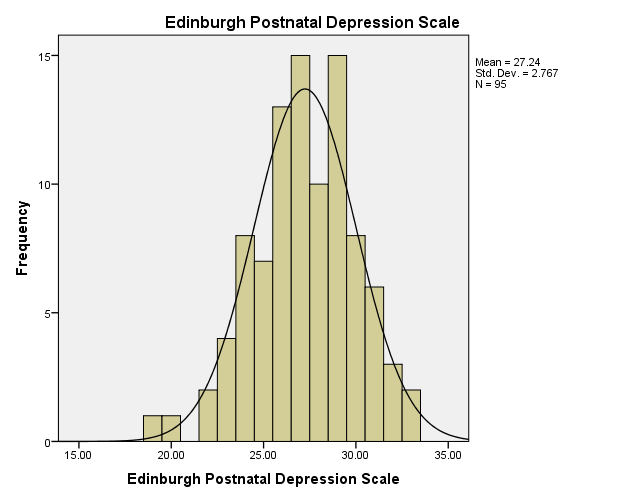 Edinburgh Postnatal Depression Scale
Mean = 27.24
Std. Dev. = 2.767
N = 95
Frequency
15
10
5
0
15.00 20.00 25.00 30.00 35.00
Edinburgh Postnatal Depression Scale